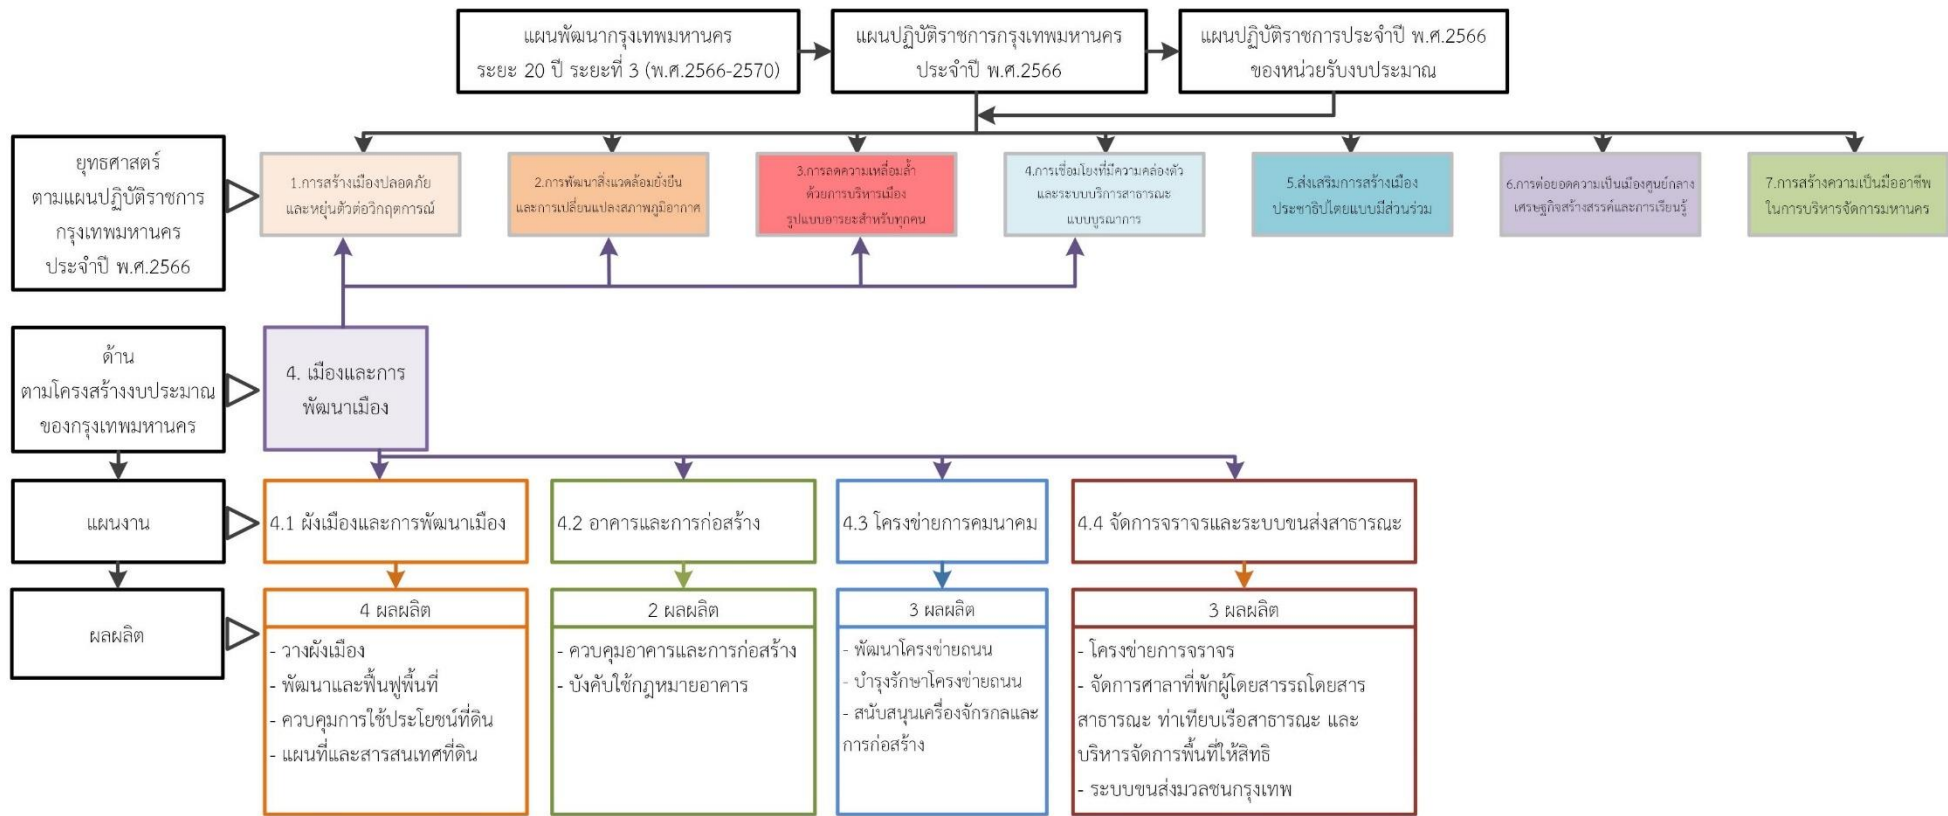 แผนพัฒนากรุงเทพมหานคร
ระยะ 20 ปี ระยะที่ 3 (พ.ศ.2566-2570)
แผนปฏิบัติราชการกรุงเทพมหานคร
ประจำปี พ.ศ.2566
แผนปฏิบัติราชการประจำปี พ.ศ.2566
ของหน่วยรับงบประมาณ
ยุทธศาสตร์
ตามแผนปฏิบัติราชการ
กรุงเทพมหานคร
ประจำปี พ.ศ.2566
1.การสร้างเมืองปลอดภัย
และหยุ่นตัวต่อวิกฤตการณ์
2.การพัฒนาสิ่งแวดล้อมยั่งยืน
และการเปลี่ยนแปลงสภาพภูมิอากาศ
3.การลดความเหลื่อมล้ำ
ด้วยการบริหารเมือง
รูปแบบอารยะสำหรับทุกคน
4.การเชื่อมโยงที่มีความคล่องตัว
และระบบบริการสาธารณะ
แบบบูรณาการ
5.ส่งเสริมการสร้างเมือง
ประชาธิปไตยแบบมีส่วนร่วม
6.การต่อยอดความเป็นเมืองศูนย์กลาง
เศรษฐกิจสร้างสรรค์และการเรียนรู้
7.การสร้างความเป็นมืออาชีพ
ในการบริหารจัดการมหานคร
ด้าน
ตามโครงสร้างงบประมาณ
ของกรุงเทพมหานคร
4. เมืองและการ
พัฒนาเมือง
แผนงาน
4.1 ผังเมืองและการพัฒนาเมือง
4.2 อาคารและการก่อสร้าง
4.3 โครงข่ายการคมนาคม
4.4 จัดการจราจรและระบบขนส่งสาธารณะ
ผลผลิต
4 ผลผลิต
- วางผังเมือง
- พัฒนาและฟื้นฟูพื้นที่
- ควบคุมการใช้ประโยชน์ที่ดิน
- แผนที่และสารสนเทศที่ดิน
2 ผลผลิต
- ควบคุมอาคารและการก่อสร้าง
- บังคับใช้กฎหมายอาคาร
3 ผลผลิต
- พัฒนาโครงข่ายถนน
- บำรุงรักษาโครงข่ายถนน
- สนับสนุนเครื่องจักรกลและ
การก่อสร้าง
3 ผลผลิต
- โครงข่ายการจราจร
- จัดการศาลาที่พักผู้โดยสารรถโดยสาร
สาธารณะ ท่าเทียบเรือสาธารณะ และ
บริหารจัดการพื้นที่ให้สิทธิ
- ระบบขนส่งมวลชนกรุงเทพ